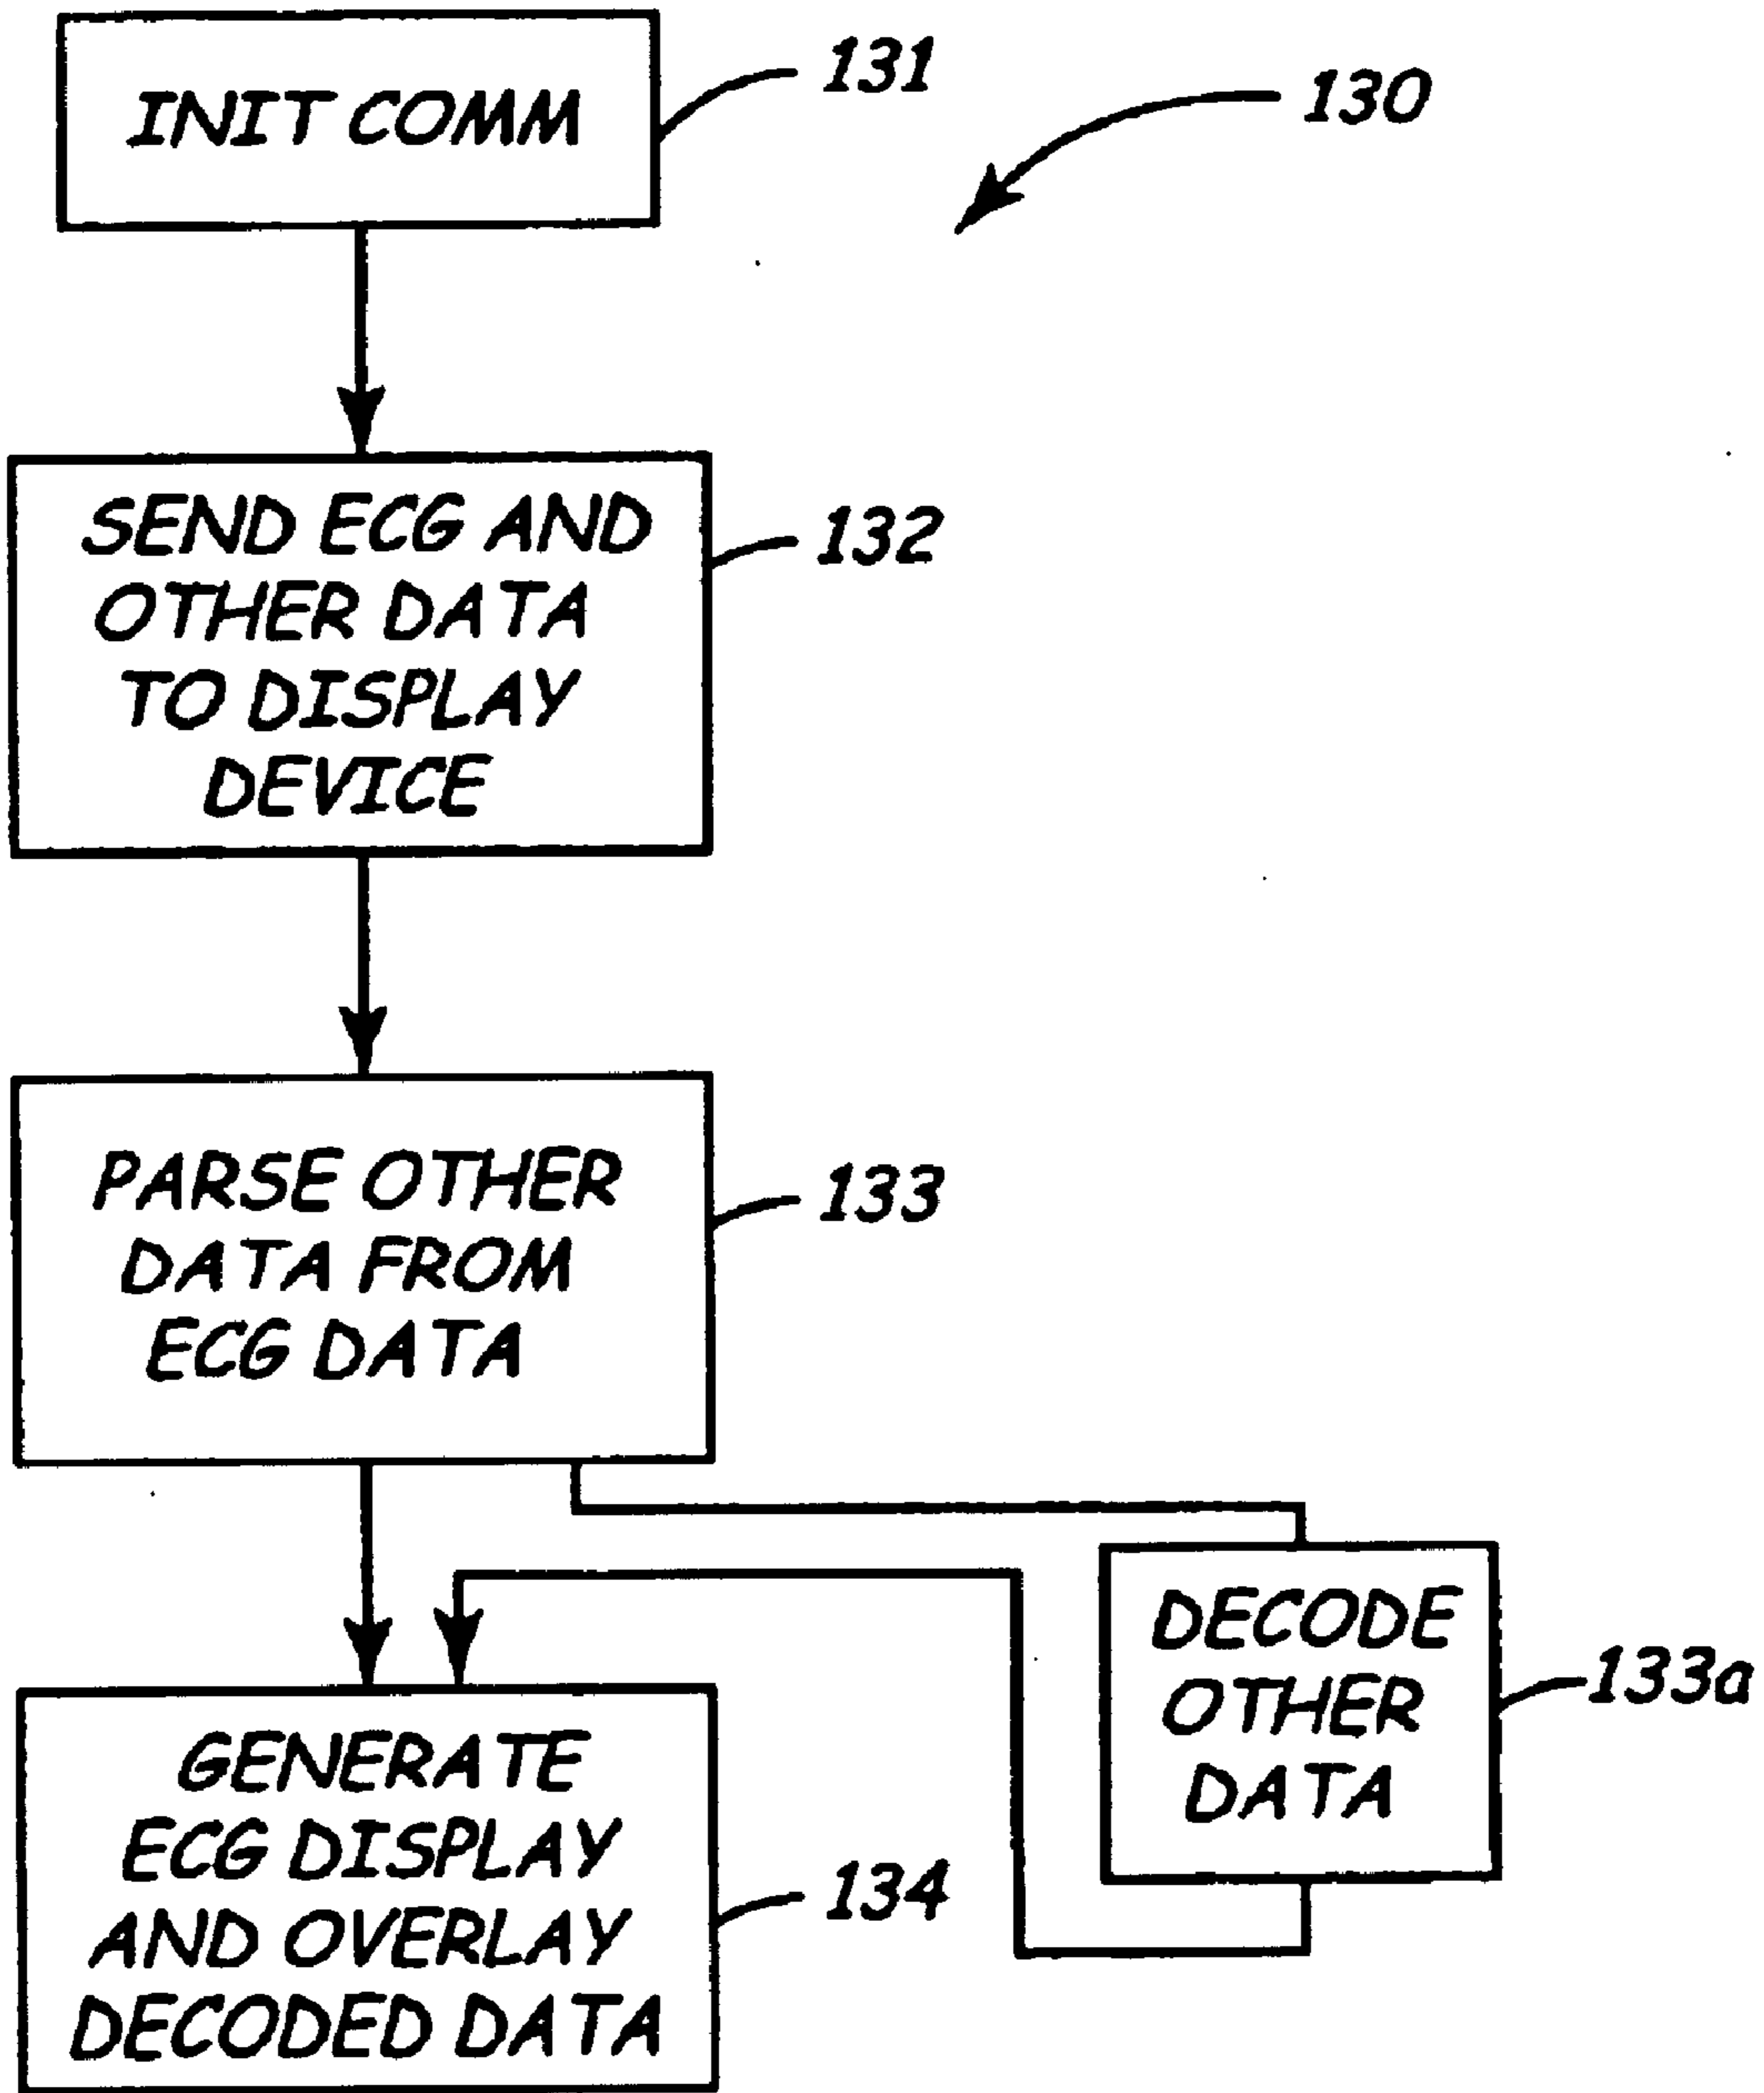 INIT COMM
131
130
SEND ECG AND
OTHER DATA
TO DISPLAY
DEVICE
132
PARSE OTHER
DATA FROM
ECG DATA
133
DECODE
OTHER
DATA
133a
GENERATE
ECG DISPLAY
AND OVERLAY
DECODED DATA
134